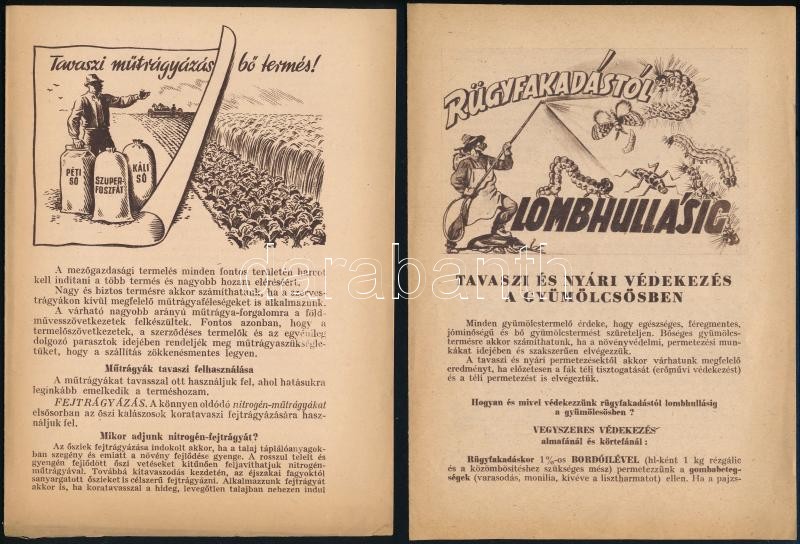 Tavaszi műtrágyázás bő termés!
PÉTI
SÓ
SZUPER-
FOSZFÁT
KÁLI
SÓ
A mezőgazdasági termelés minden fontos területén harcot
kell indítani a több termés és nagyobb hozam eléréséért.
Nagy és biztos termésre akkor számíthatunk, ha a szerves-
trágyákon kívül megfelelő műtrágyaféleségeket is alkalmazunk.
A várható nagyobb arányú műtrágya-forgalomra a föld-
művesszövetkezetek felkészültek. Fontos azonban, hogy a
termelőszövetkezetek, a szerződéses termelők és az egyénileg
dolgozó parasztok idejében rendeljék meg műtrágyaszükségle-
tüket, hogy a szállítás zökkenésmentes legyen.
Műtrágyák tavaszi felhasználása
A műtrágyákat tavasszal ott használjuk fel, ahol hatásukra
leginkább emelkedik a terméshozam.
FEJTRÁGYÁZÁS. A könnyen oldódó nitrogén-műtrágyákat
elsősorban az őszi kalászosok koratavaszi fejtrágyázására hasz-
náljuk fel.
Mikor adjunk nitrogén-fejtrágyát?
Az ősziek fejtrágyázása indokolt akkor, ha a talaj táplálóanyagok-
ban szegény és emiatt a növény fejlődése gyenge. A rosszul telelt és
gyengén fejlődött őszi vetéseket kitűnően feljavíthatjuk nitrogén-
műtrágyával. Továbbá kitavaszodás kezdetén, az éjszakai fagyoktól
sanyargatott őszieket is célszerű fejtrágyázni. Alkalmazzunk fejtrágyát
akkor is, ha koratavasszal a hideg, levegőtlen talajban nehezen indul
RÜGYFAKADÁSTÓL
LOMBHULLÁSIG
TAVASZI ÉS NYÁRI VÉDEKEZÉS
A GYÜMÖLCSÖSBEN
Minden gyümölcstermelő érdeke, hogy egészséges, féregmentes,
jóminőségű és bő gyümölcstermést szüreteljen. Bőséges gyümölcs-
termésre akkor számíthatunk, ha a növényvédelmi, permetezési mun-
kákat idejében és szakszerűen elvégezzük.
A tavaszi és nyári permetezésektől akkor várhatunk megfelelő
eredményt, ha előzetesen a fák téli tisztogatását (erőművi védekezést)
és a téli permetezést is elvégeztük.
Hogyan és mivel védekezzünk rügyfakadástól lombhullásig
a gyümölcsösben ?
VEGYSZERES VÉDEKEZÉS
almafánál és körtefánál :
Rügyfakadáskor 1%-os BORDÓILÉVEL (hl-ként 1 kg rézgálic
és a közömbösítéshez szükséges mész) permetezzünk a gombabeteg-
ségek (varasodás, monilia, kivéve a lisztharmatot) ellen. Ha a pajzs-
darabanth